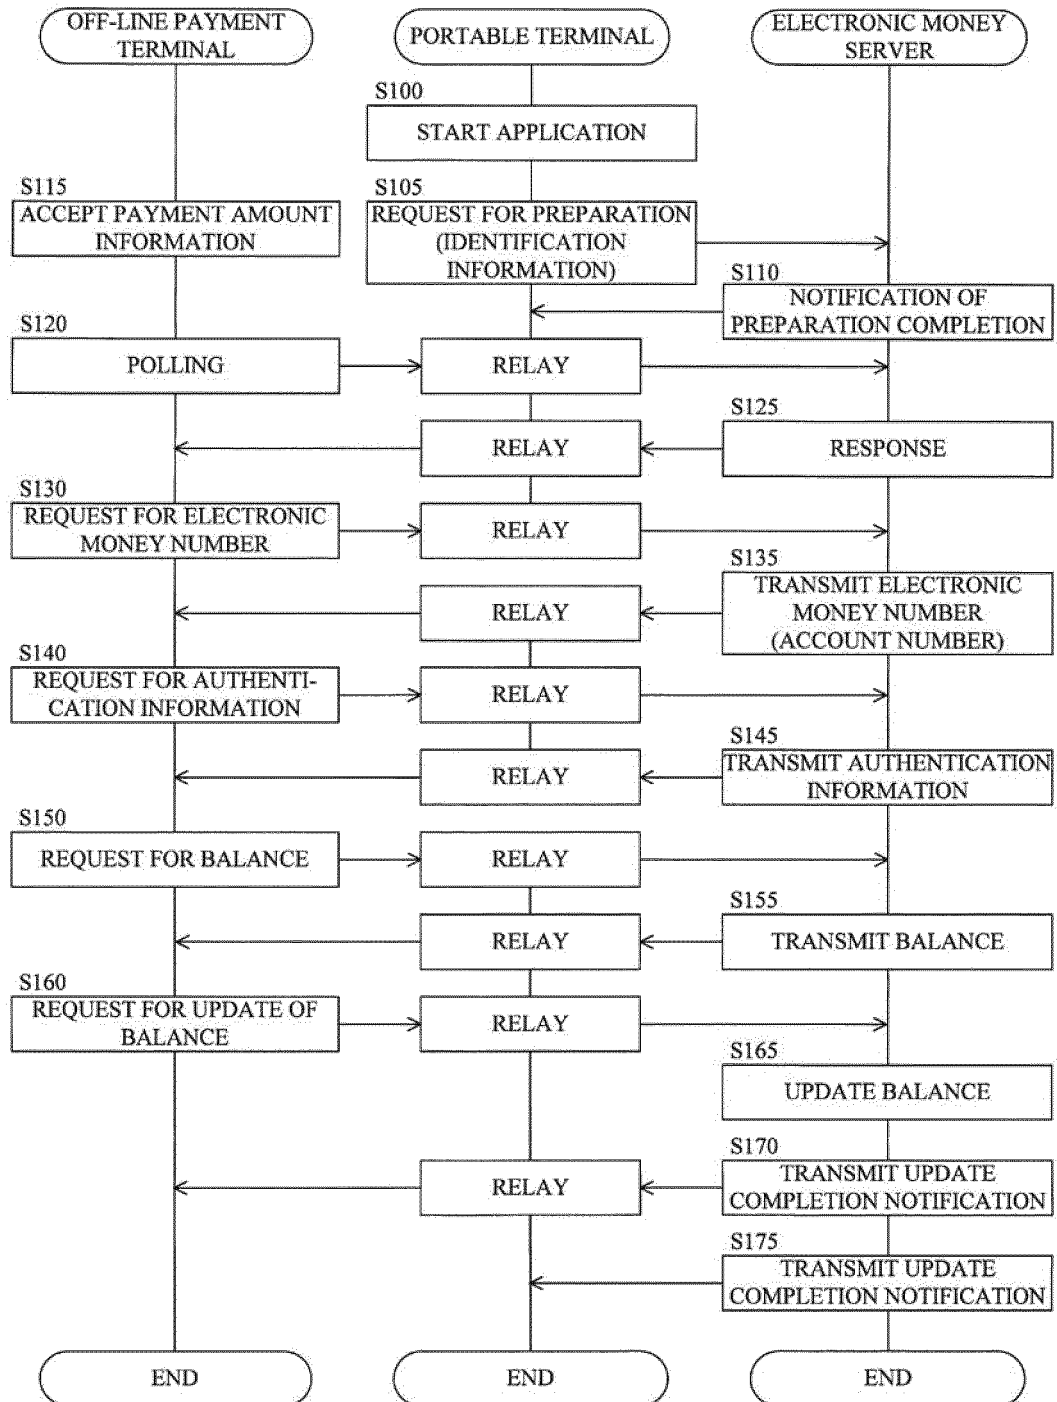 OFF-LINE PAYMENT
TERMINAL
PORTABLE TERMINAL
ELECTRONIC MONEY
SERVER
S100
START APPLICATION
S115
ACCEPT PAYMENT AMOUNT
INFORMATION
S105
REQUEST FOR PREPARATION
(IDENTIFICATION
INFORMATION)
S110
NOTIFICATION OF
PREPARATION COMPLETION
S120
POLLING
RELAY
S125
RELAY
RESPONSE
S130
REQUEST FOR ELECTRONIC
MONEY NUMBER
RELAY
S135
RELAY
TRANSMIT ELECTRONIC
MONEY NUMBER
(ACCOUNT NUMBER)
S140
REQUEST FOR AUTHENTI-
CATION INFORMATION
RELAY
S145
RELAY
TRANSMIT AUTHENTICATION
INFORMATION
S150
REQUEST FOR BALANCE
RELAY
S155
RELAY
TRANSMIT BALANCE
S160
REQUEST FOR UPDATE OF
BALANCE
RELAY
S165
UPDATE BALANCE
S170
RELAY
TRANSMIT UPDATE
COMPLETION NOTIFICATION
S175
TRANSMIT UPDATE
COMPLETION NOTIFICATION
END
END
END